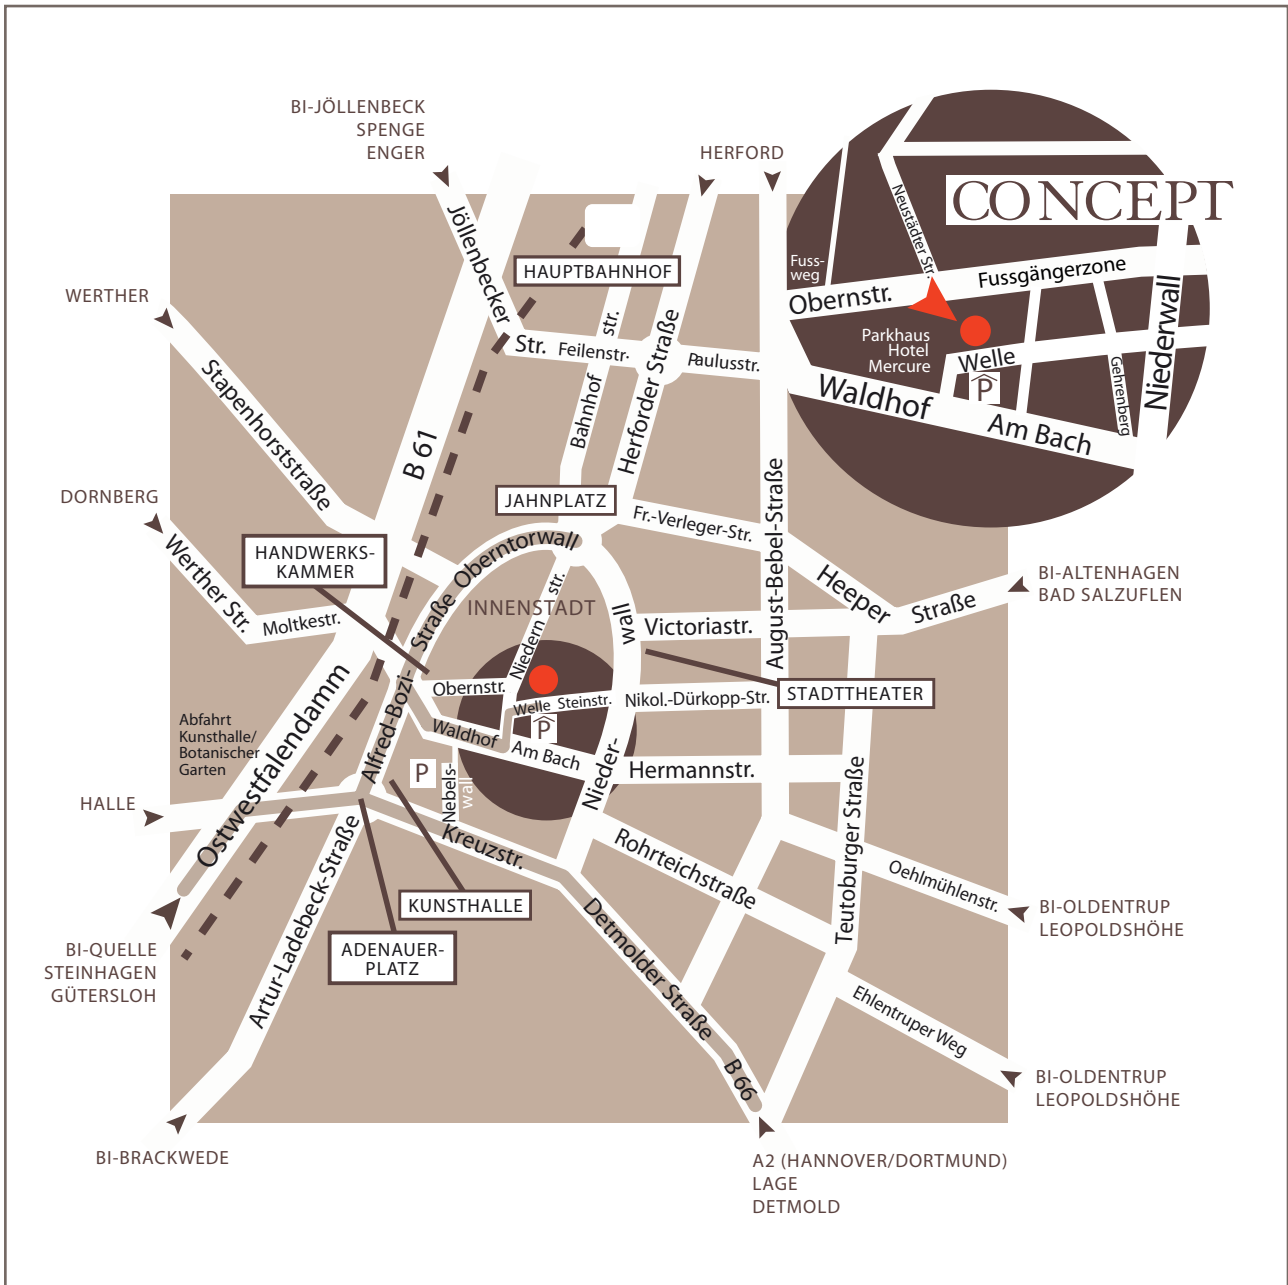 BI-JÖLLENBECK
SPENGE
ENGER
HERFORD
CONCEPT
Neustädter Str.
Fuss-
weg
Obernstr.
Fussgängerzone
Parkhaus
Hotel
Mercure
Welle
P
Gehrenberg
Niederwall
Waldhof
Am Bach
WERTHER
Jöllenbecker
Str.
HAUPTBAHNHOF
Feilenstr.
Paulusstr.
Bahnhof
str.
Herforder Straße
Stapenhorststraße
B 61
DORNBERG
JAHNPLATZ
Fr.-Verleger-Str.
August-Bebel-Straße
Werther Str.
HANDWERKS-
KAMMER
Moltkestr.
Oberntorwall
INNENSTADT
Niedern
str.
wall
Victoriastr.
Heeper
Straße
BI-ALTENHAGEN
BAD SALZUFLEN
Alfred-Bozi-
Straße
Obernstr.
Welle
Steinstr.
Nikol.-Dürkopp-Str.
STADTTHEATER
Waldhof
P
Am Bach
Nieder-
Hermannstr.
Abfahrt
Kunsthalle/
Botanischer
Garten
Ostwestfalendamm
P
Nebels-
wall
HALLE
Kreuzstr.
Rohrteichstraße
Teutoburger Straße
Oehlmühlenstr.
BI-OLDENTRUP
LEOPOLDSHÖHE
KUNSTHALLE
ADENAUER-
PLATZ
BI-QUELLE
STEINHAGEN
GÜTERSLOH
Artur-Ladebeck-Straße
Detmolder Straße
B 66
Ehlentruper Weg
BI-OLDENTRUP
LEOPOLDSHÖHE
BI-BRACKWEDE
A2 (HANNOVER/DORTMUND)
LAGE
DETMOLD